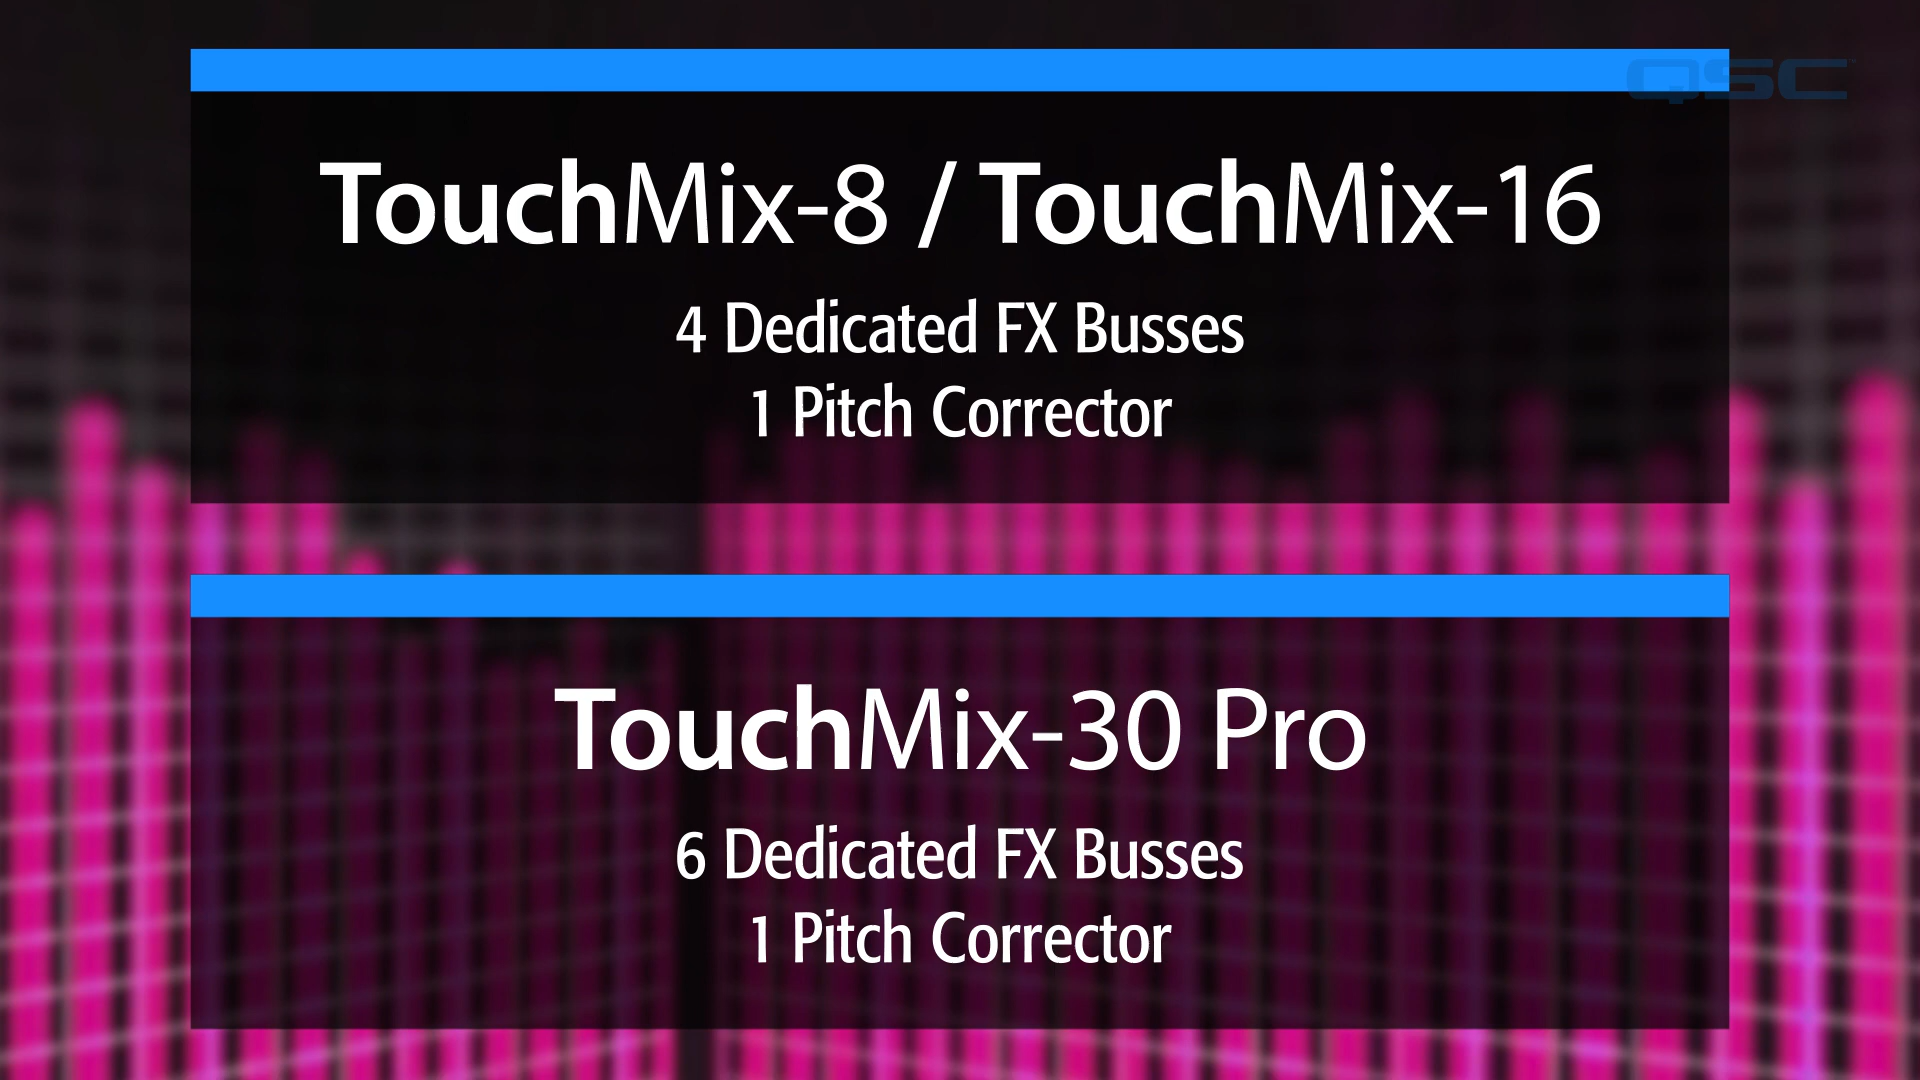 QSC
TouchMix-8 / TouchMix-16
4 Dedicated FX Busses
1 Pitch Corrector
TouchMix-30 Pro
6 Dedicated FX Busses
1 Pitch Corrector